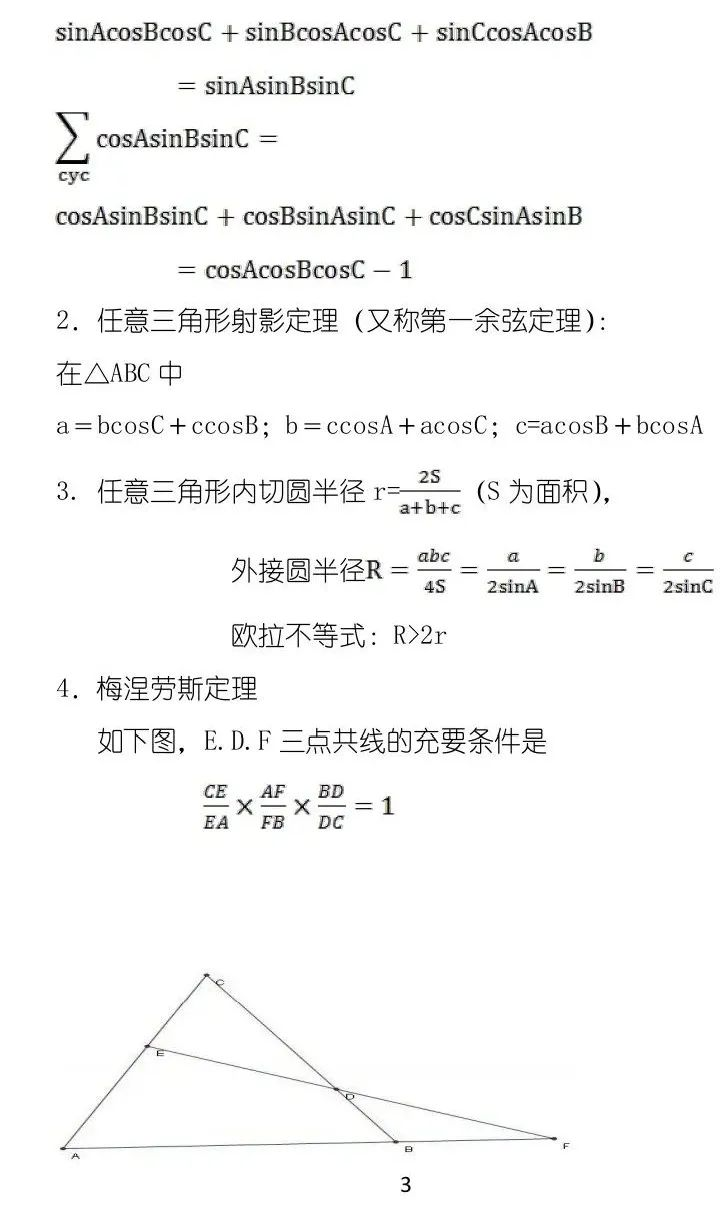 sinAcosBcosC + sinBcosAcosC + sinCcosAcosB
= sinAsinBsinC
∑cyc cosAsinBsinC =
cosAsinBsinC + cosBsinAsinC + cosCsinAsinB
= cosAcosBcosC − 1
2. 任意三角形射影定理（又称第一余弦定理）:
在△ABC 中
a＝bcosC＋ccosB; b＝ccosA＋acosC; c=acosB＋bcosA
3. 任意三角形内切圆半径 r=2S/(a+b+c)（S 为面积），
外接圆半径R = abc/4S = a/2sinA = b/2sinB = c/2sinC
欧拉不等式: R>2r
4. 梅涅劳斯定理
如下图，E.D.F 三点共线的充要条件是
CE/EA × AF/FB × BD/DC = 1
C
E
D
A
B
F
3